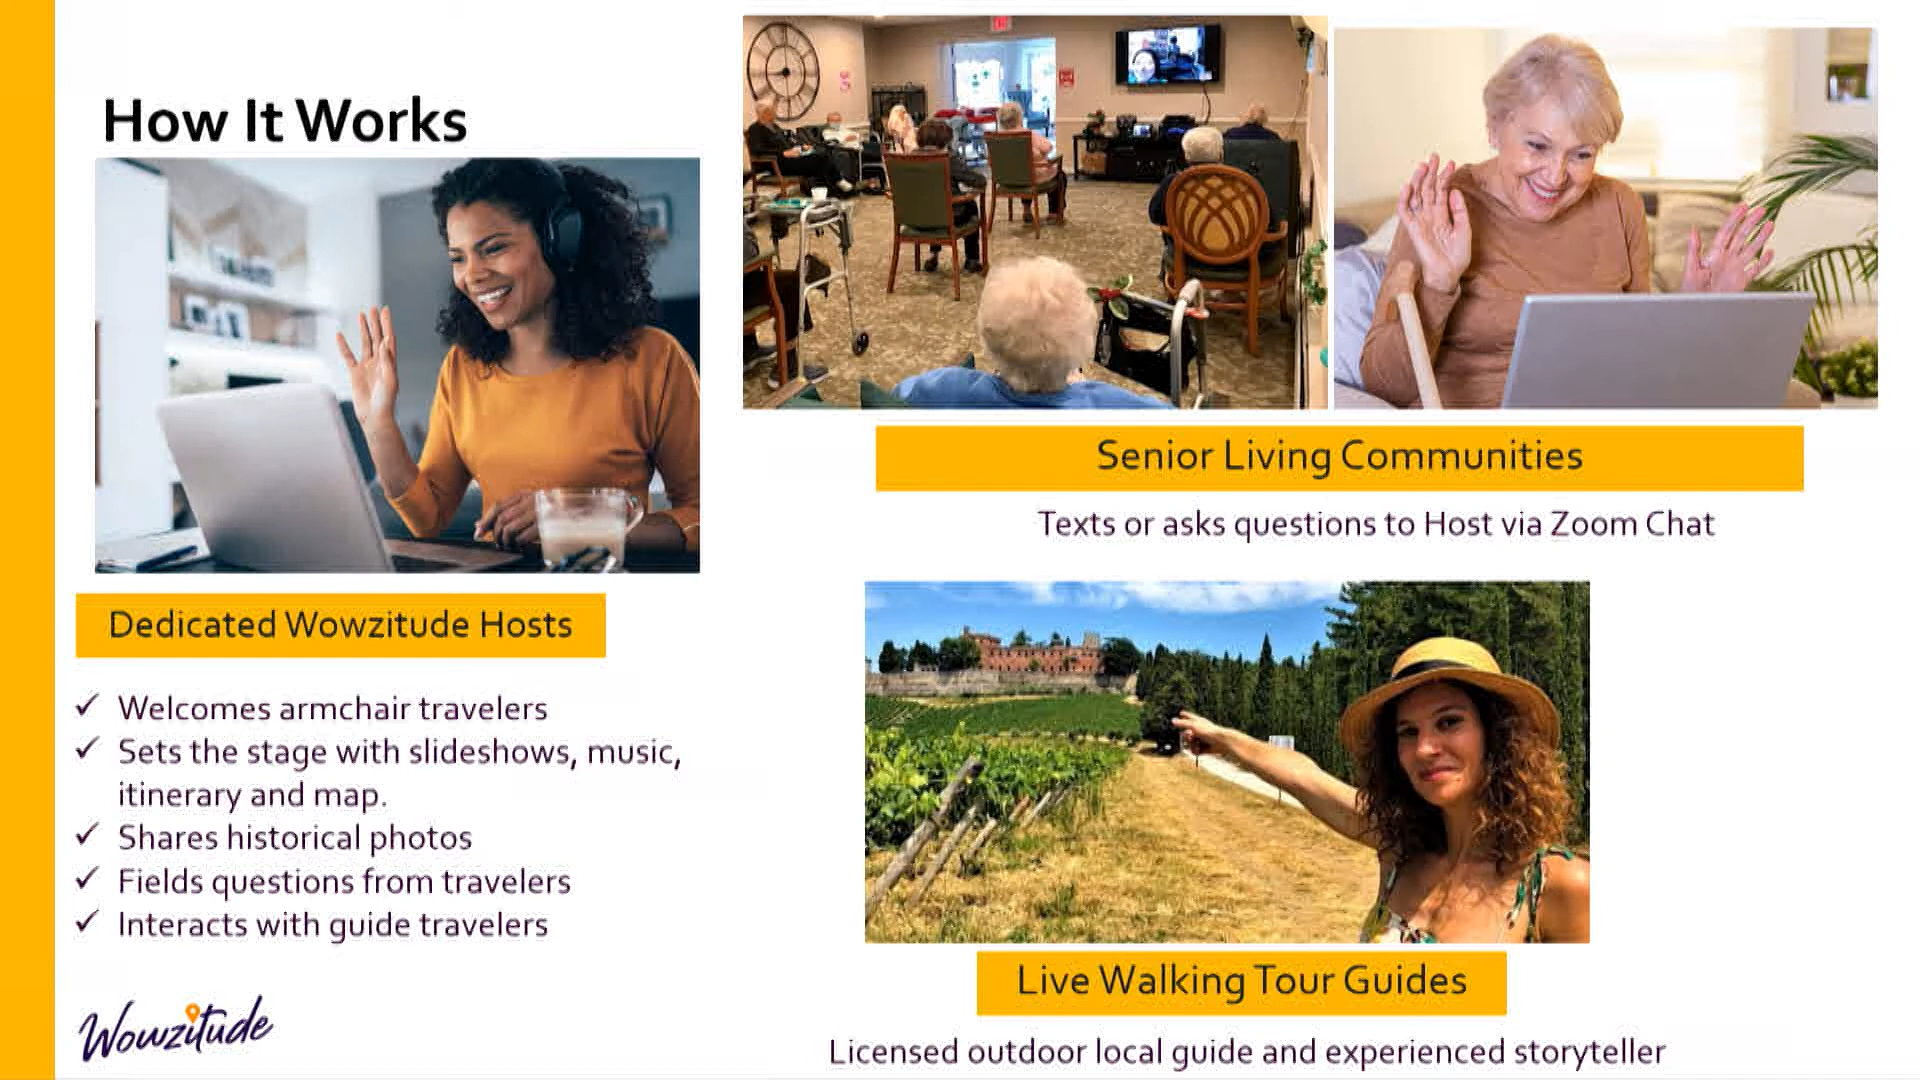 How It Works
Dedicated Wowzitude Hosts
Welcomes armchair travelers
Sets the stage with slideshows, music,
itinerary and map.
Shares historical photos
Fields questions from travelers
Interacts with guide travelers
Wowzitude
Senior Living Communities
Texts or asks questions to Host via Zoom Chat
Live Walking Tour Guides
Licensed outdoor local guide and experienced storyteller